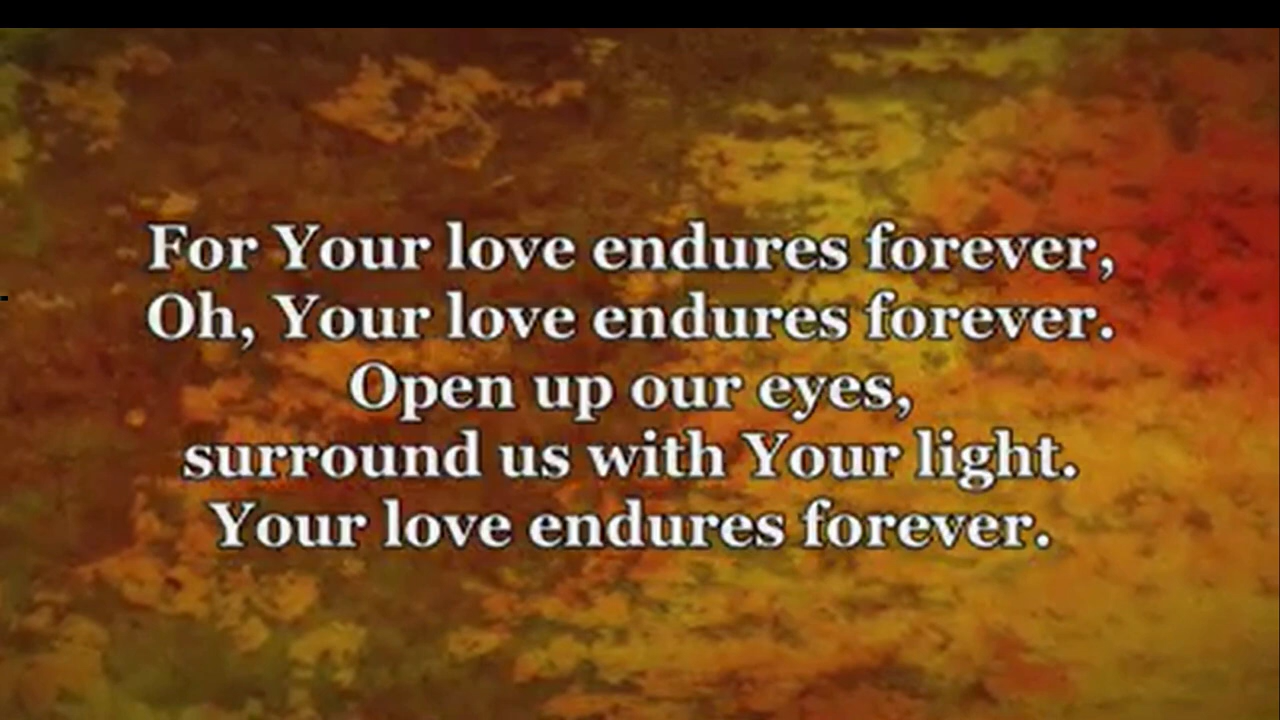 For Your love endures forever,
Oh, Your love endures forever.
Open up our eyes,
surround us with Your light.
Your love endures forever.